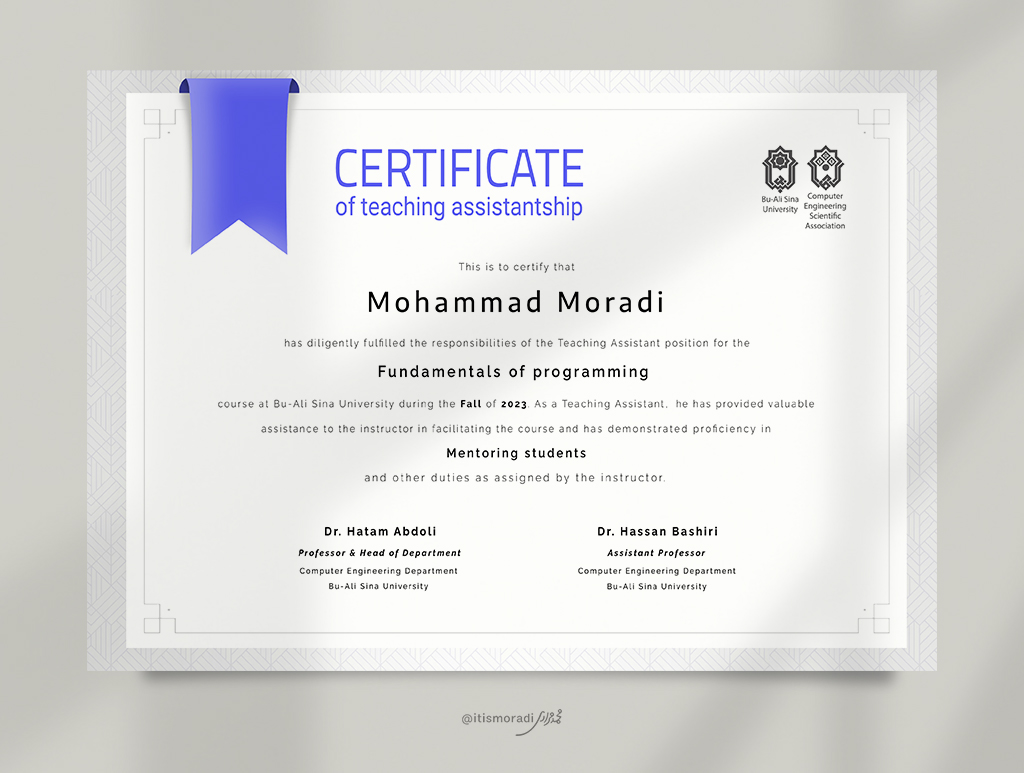 CERTIFICATE
of teaching assistantship
Bu-Ali Sina
University
Computer
Engineering
Scientific
Association
This is to certify that
Mohammad Moradi
has diligently fulfilled the responsibilities of the Teaching Assistant position for the
Fundamentals of programming
course at Bu-Ali Sina University during the Fall of 2023. As a Teaching Assistant, he has provided valuable
assistance to the instructor in facilitating the course and has demonstrated proficiency in
Mentoring students
and other duties as assigned by the instructor.
Dr. Hatam Abdoli
Professor & Head of Department
Computer Engineering Department
Bu-Ali Sina University
Dr. Hassan Bashiri
Assistant Professor
Computer Engineering Department
Bu-Ali Sina University
@itismoradi